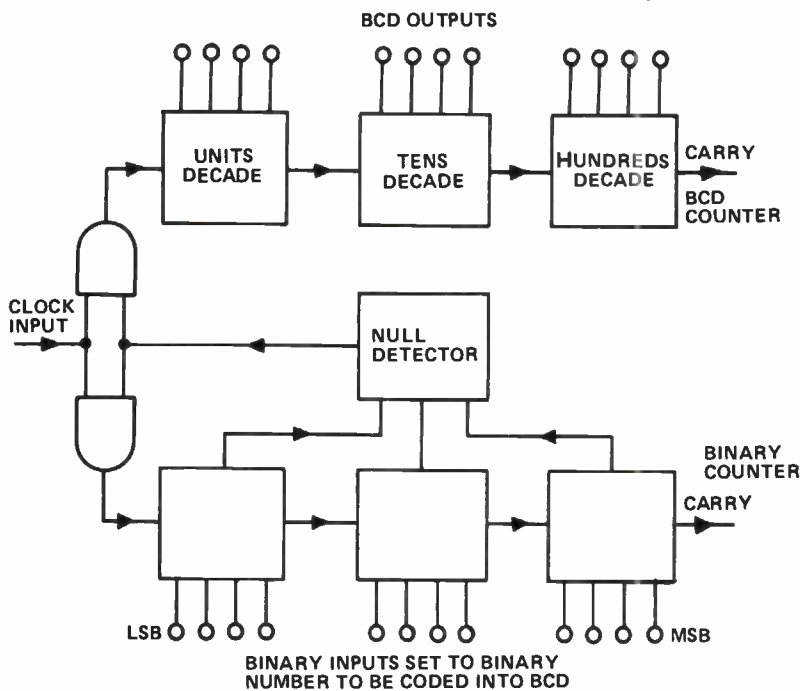 BCD OUTPUTS
UNITS
DECADE
TENS
DECADE
HUNDREDS
DECADE
CARRY
BCD
COUNTER
CLOCK
INPUT
NULL
DETECTOR
BINARY
COUNTER
CARRY
LSB
MSB
BINARY INPUTS SET TO BINARY
NUMBER TO BE CODED INTO BCD